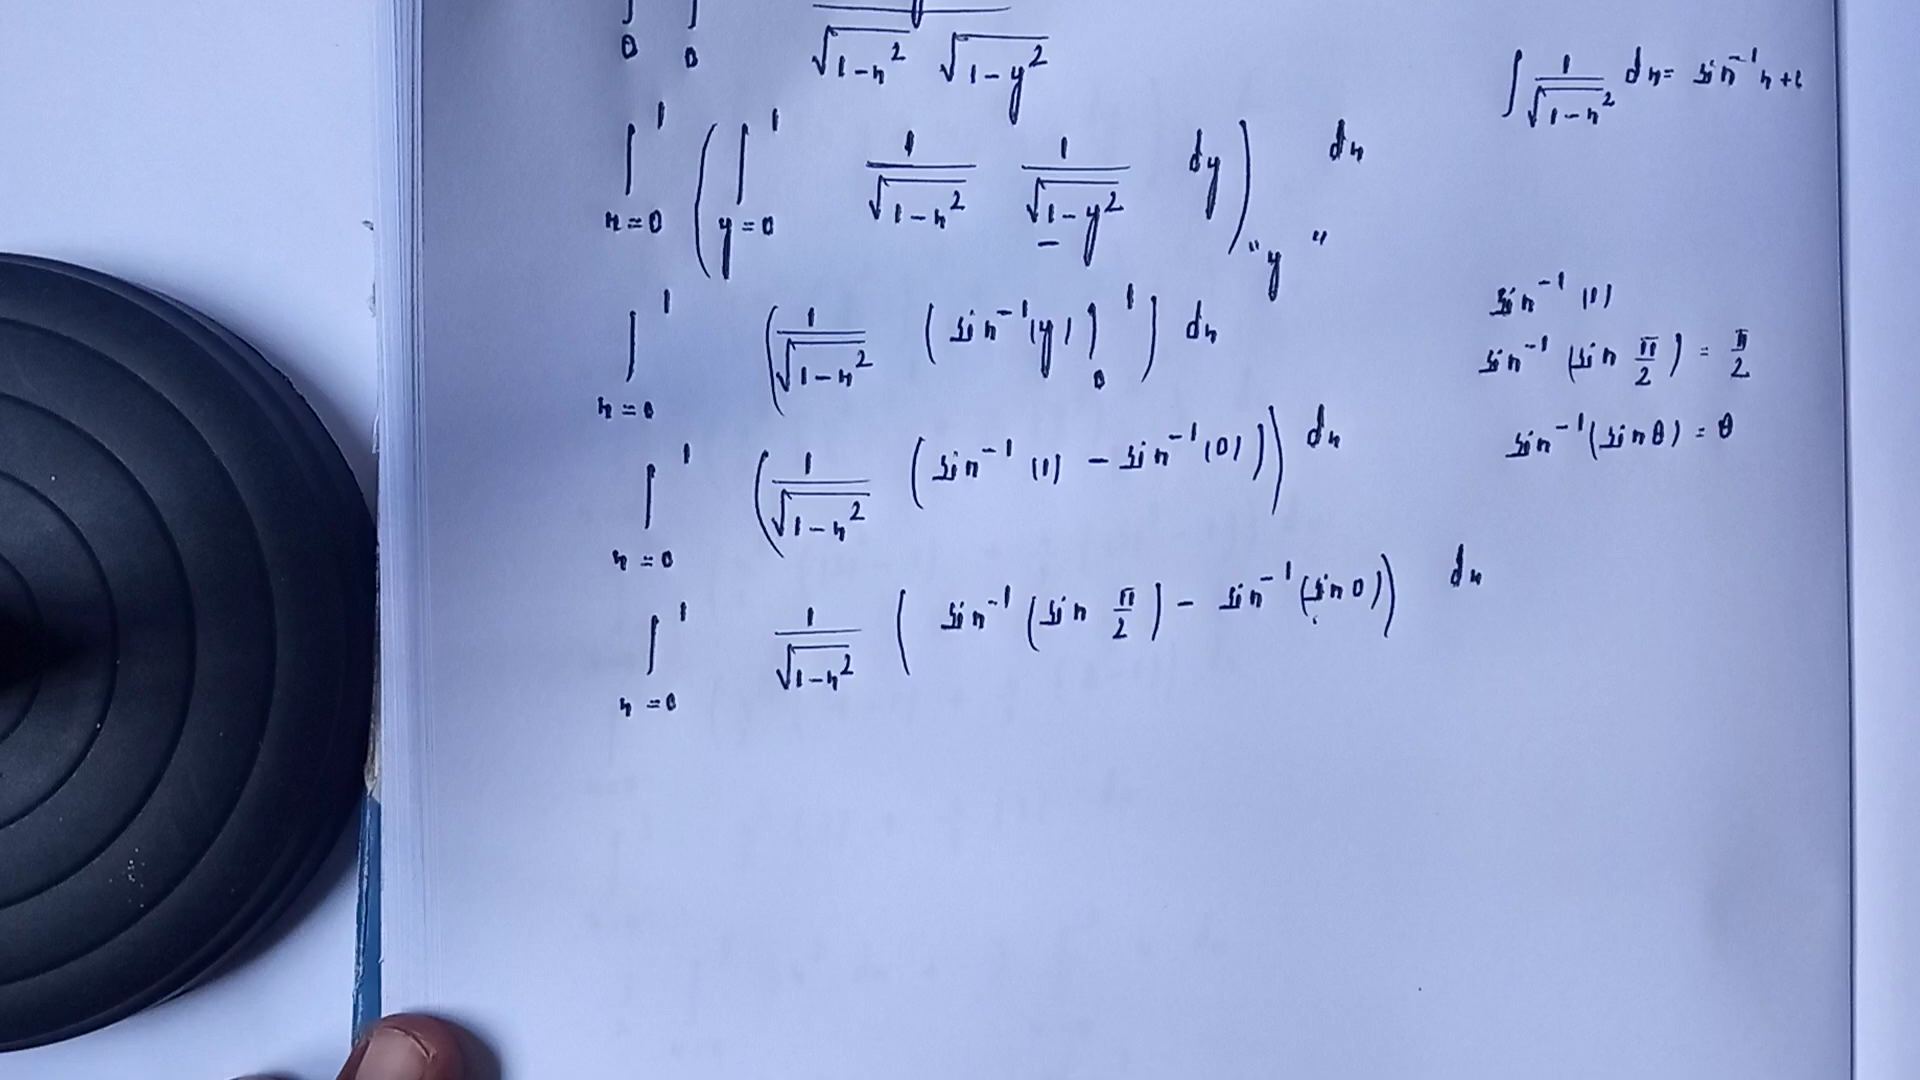 ∫₀ ∫₀ ―――― / √(1-x²) √(1-y²)
∫_{x=0}^{1} ( ∫_{y=0}^{1} 1/√(1-x²) 1/√(1-y²) dy ) dx
"y"
∫_{x=0}^{1} ( 1/√(1-x²) ( sin⁻¹(y) )₀¹ ) dx
∫_{x=0}^{1} ( 1/√(1-x²) ( sin⁻¹(1) - sin⁻¹(0) ) ) dx
∫_{x=0}^{1} 1/√(1-x²) ( sin⁻¹(sin π/2) - sin⁻¹(sin 0) ) dx
∫ 1/√(1-x²) dx = sin⁻¹x + c
sin⁻¹(1)
sin⁻¹(sin π/2) = π/2
sin⁻¹(sin θ) = θ